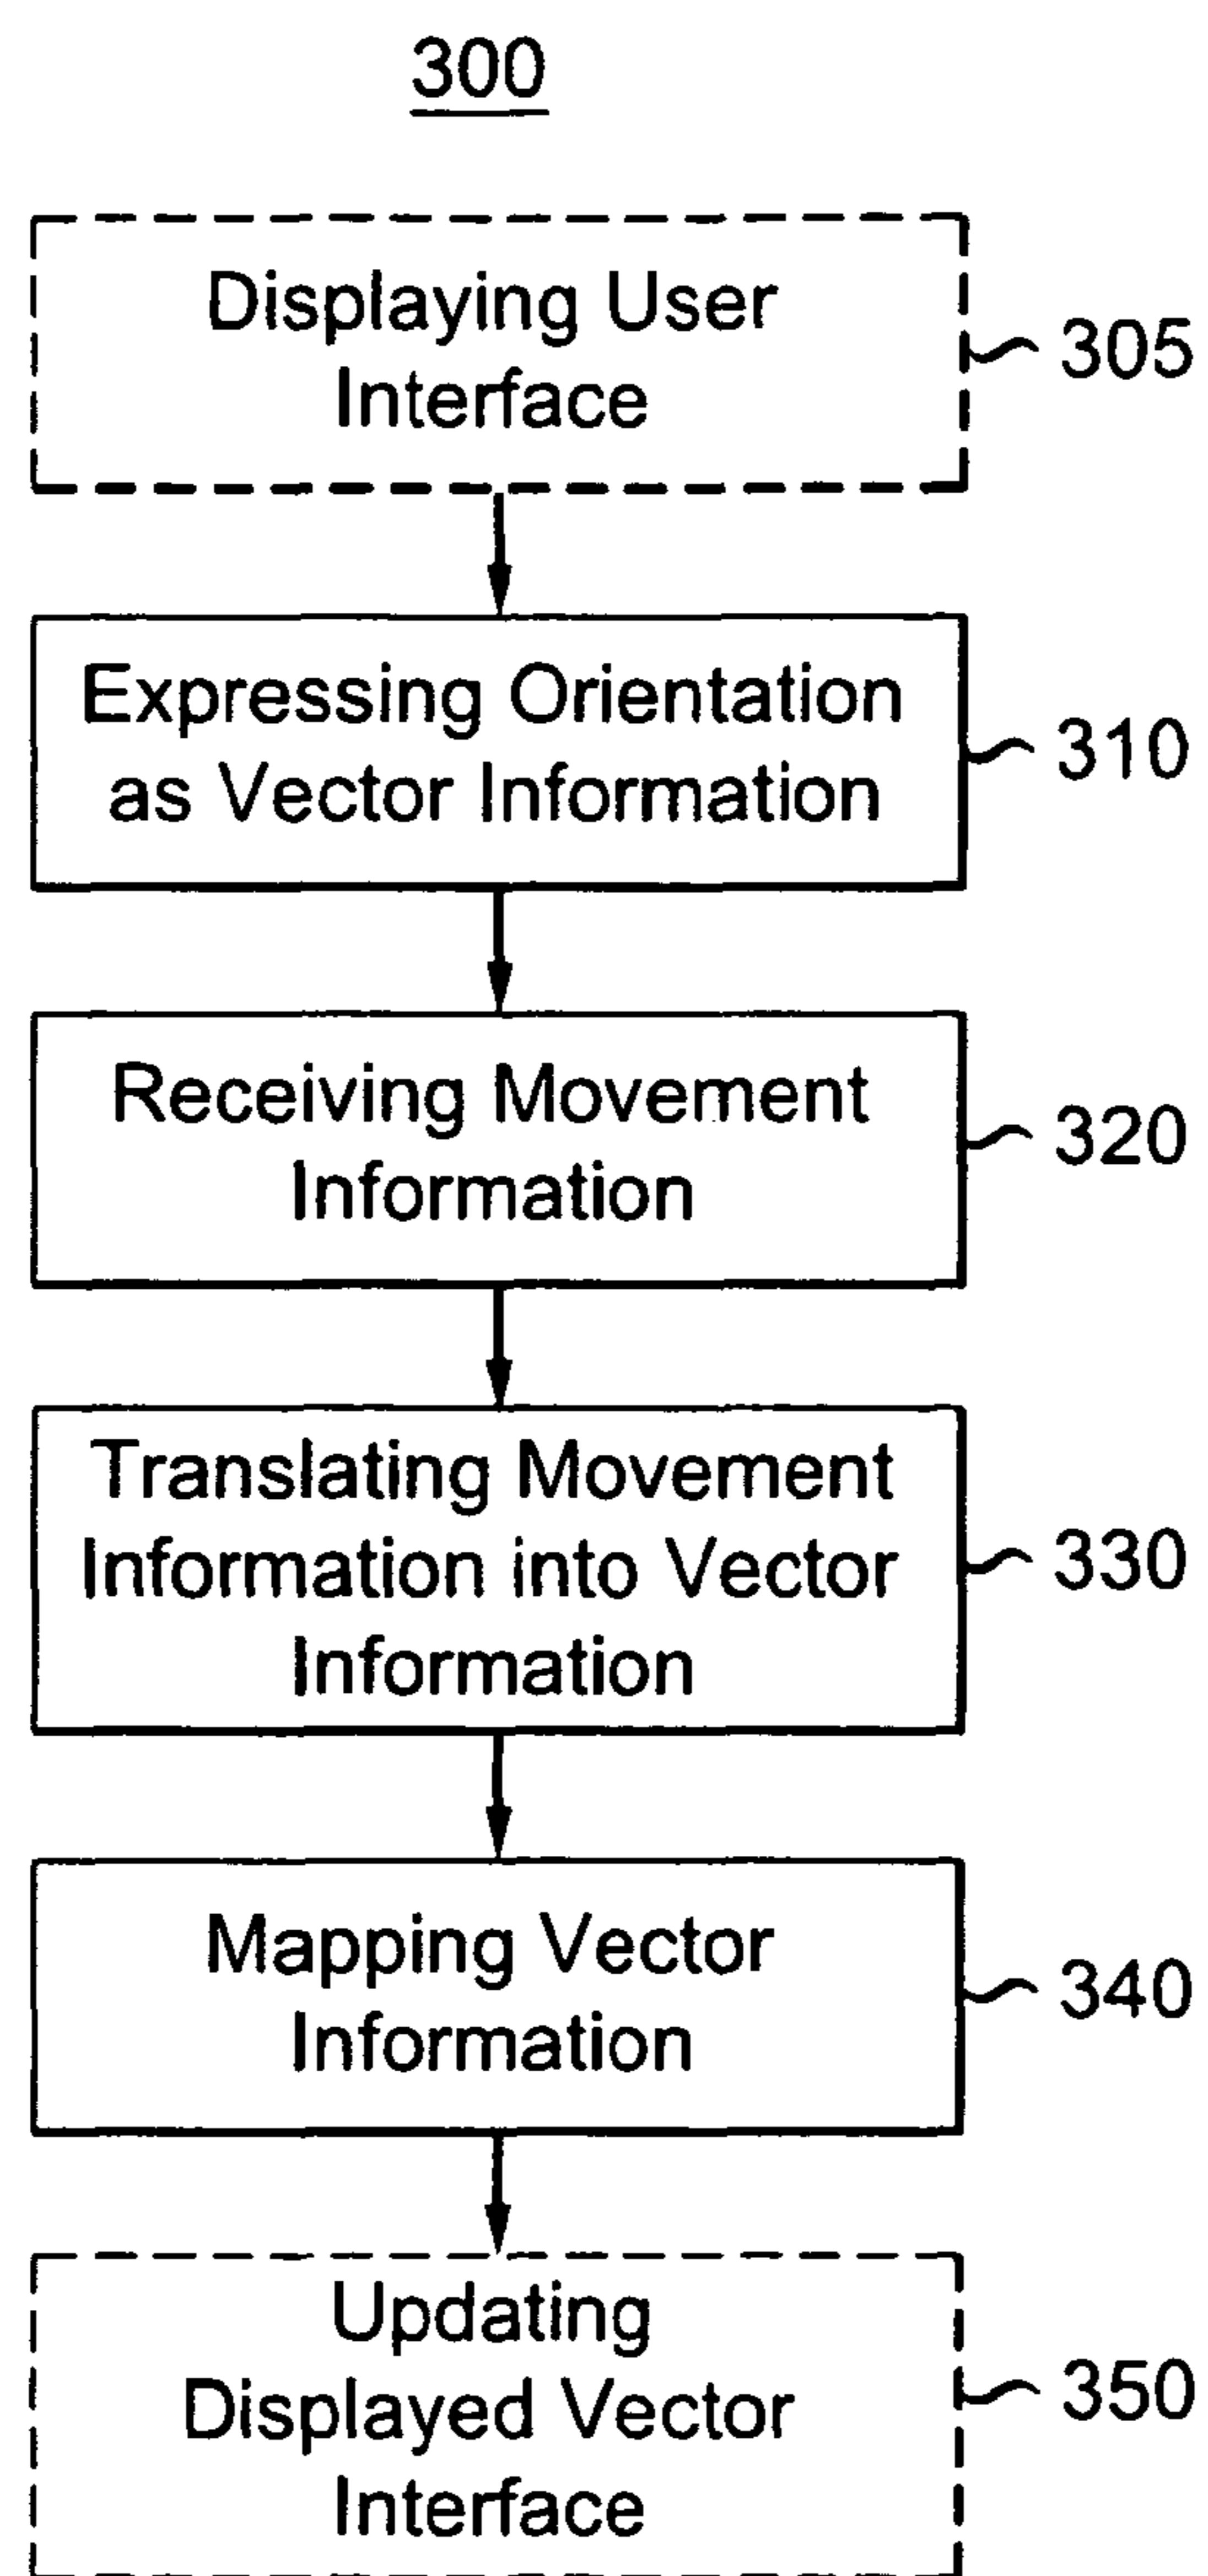 300
Displaying User
Interface
305
Expressing Orientation
as Vector Information
310
Receiving Movement
Information
320
Translating Movement
Information into Vector
Information
330
Mapping Vector
Information
340
Updating
Displayed Vector
Interface
350